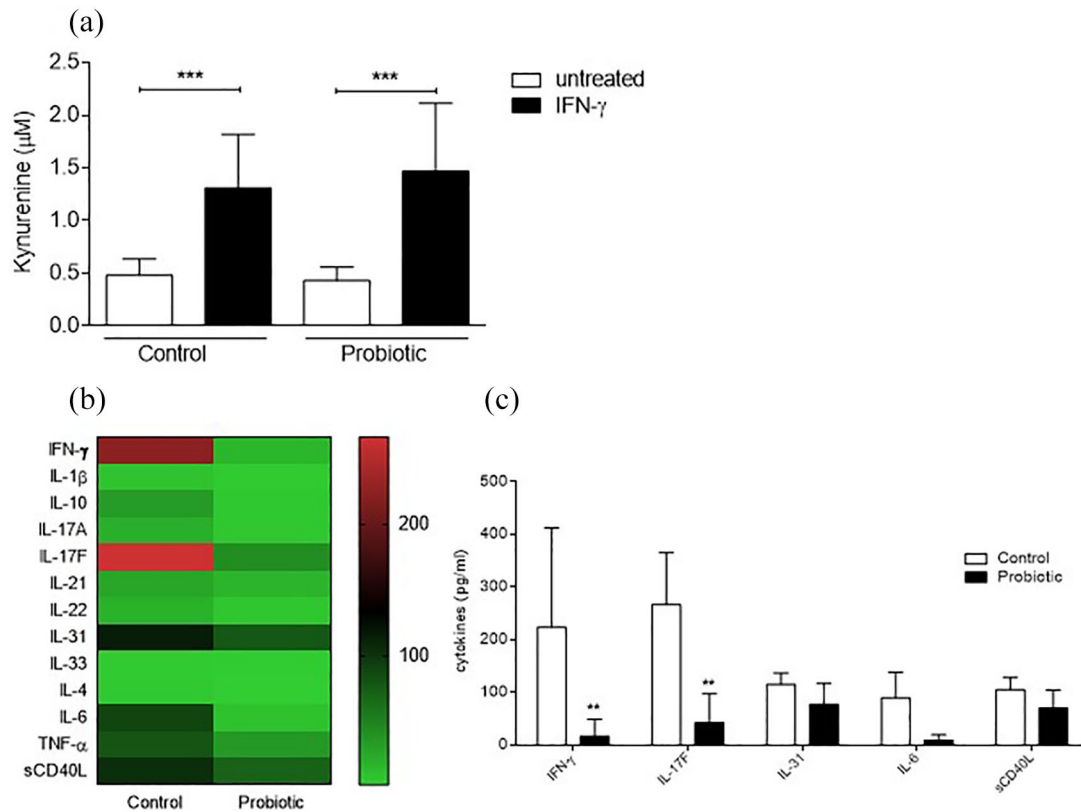 (a)
2.5
2.0
1.5
1.0
0.5
0.0
Kynurenine (μM)
***
***
untreated
IFN-γ
Control
Probiotic
(b)
IFN-γ
IL-1β
IL-10
IL-17A
IL-17F
IL-21
IL-22
IL-31
IL-33
IL-4
IL-6
TNF-α
sCD40L
Control
Probiotic
200
100
(c)
500
400
300
200
100
0
cytokines (pg/ml)
Control
Probiotic
**
**
IFNγ
IL-17F
IL-31
IL-6
sCD40L